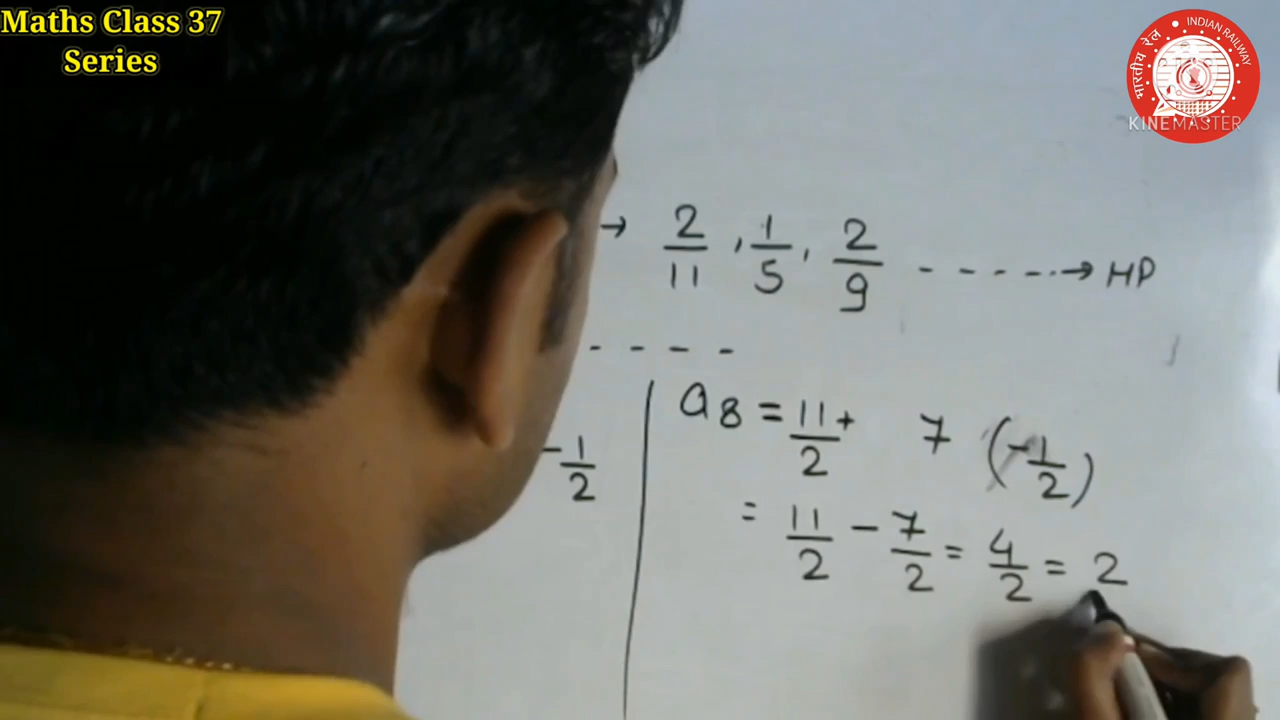 Maths Class 37
Series
भारतीय रेल INDIAN RAILWAY
KINEMASTER
→ 2/11 , 1/5 , 2/9 - - - - - → HP
- - - -
-1/2
a8 = 11/2 + 7 (-1/2)
= 11/2 - 7/2 = 4/2 = 2